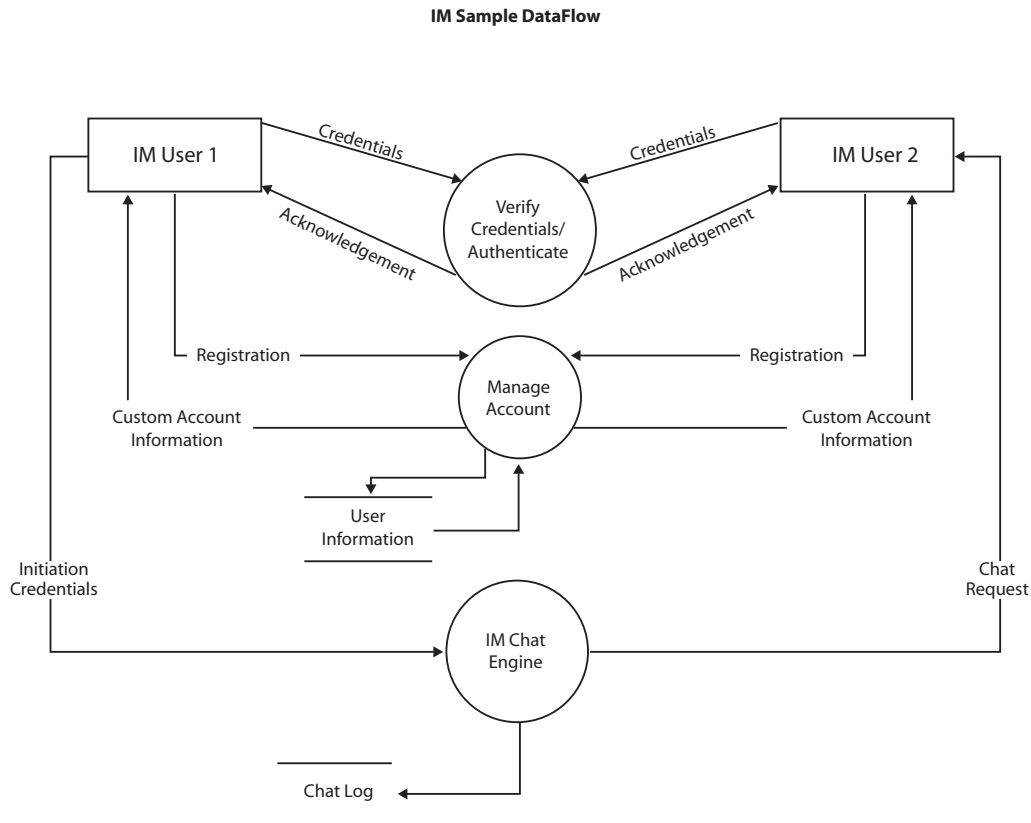 IM Sample DataFlow
IM User 1
Credentials
Credentials
IM User 2
Verify
Credentials/
Authenticate
Acknowledgement
Acknowledgement
Registration
Registration
Manage
Account
Custom Account
Information
Custom Account
Information
User
Information
Initiation
Credentials
Chat
Request
IM Chat
Engine
Chat Log